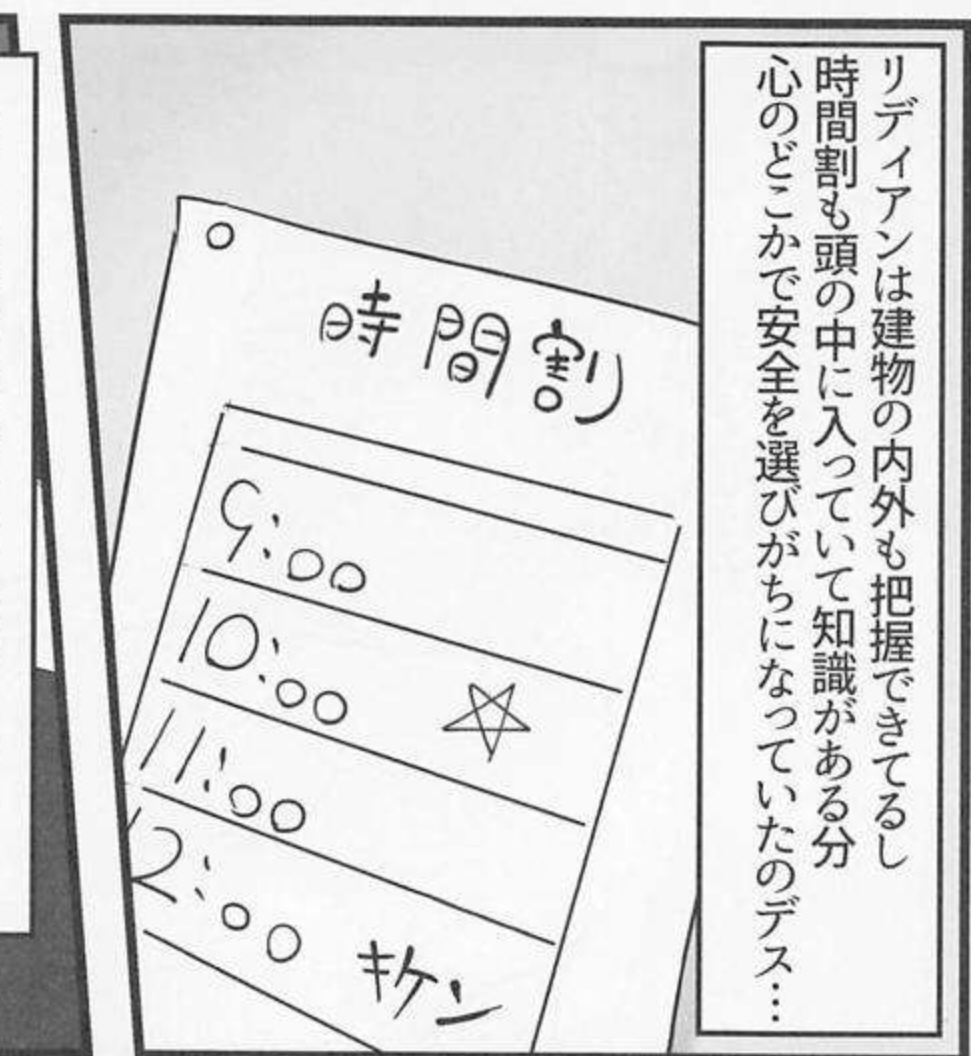 リディアンは建物の内外も把握できてるし
時間割も頭の中に入っていて知識がある分
心のどこかで安全を選びがちになっていたのデス…
時間割
9:00
10:00 ☆
11:00
12:00 キケン